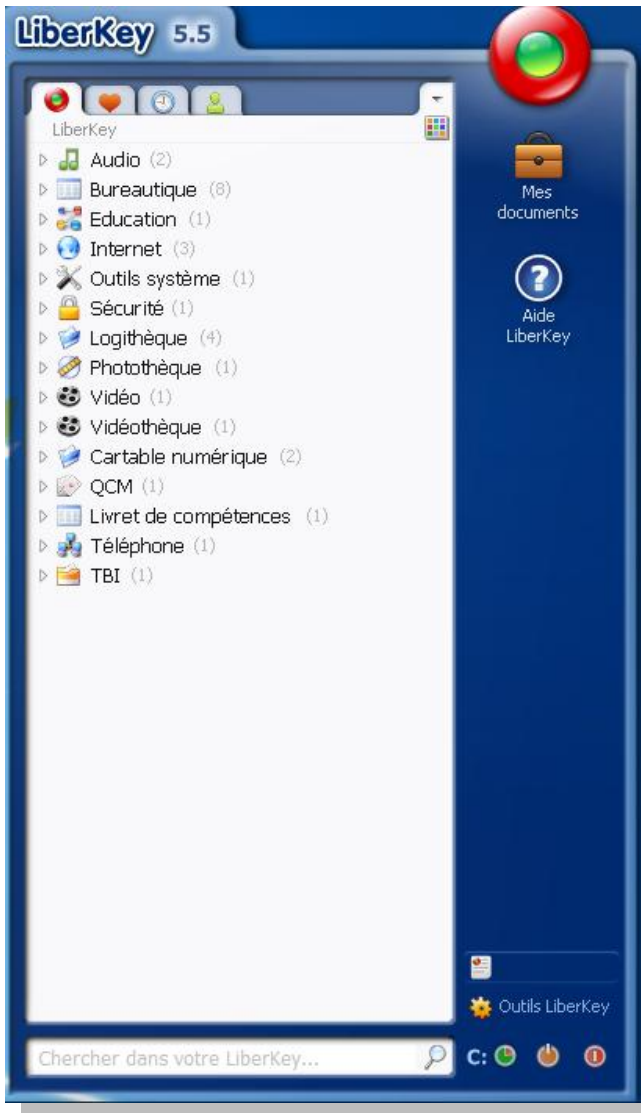 LiberKey 5.5
LiberKey
Audio (2)
Bureautique (8)
Education (1)
Internet (3)
Outils système (1)
Sécurité (1)
Logithèque (4)
Photothèque (1)
Vidéo (1)
Vidéothèque (1)
Cartable numérique (2)
QCM (1)
Livret de compétences (1)
Téléphone (1)
TBI (1)
Mes
documents
Aide
LiberKey
Outils LiberKey
Chercher dans votre LiberKey...
C: